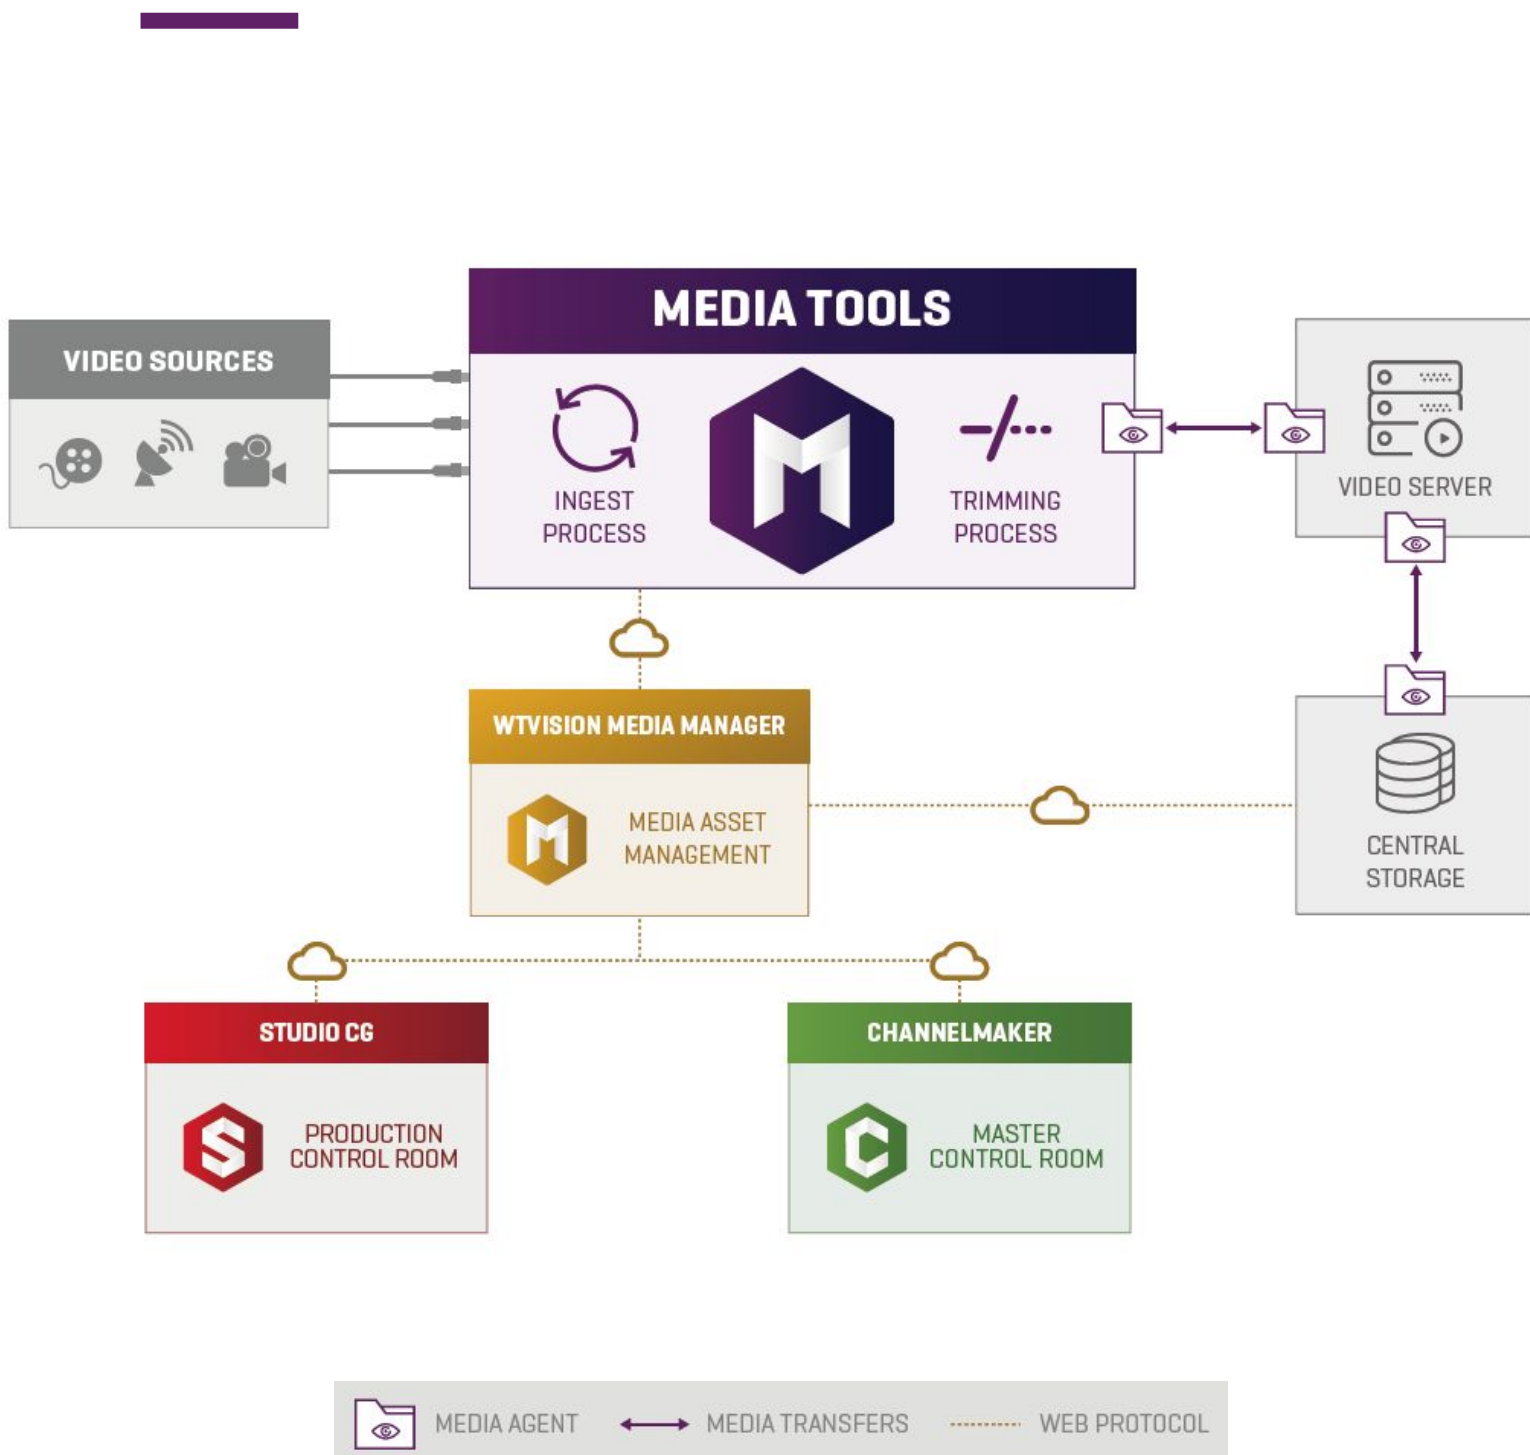 MEDIA TOOLS
VIDEO SOURCES
INGEST
PROCESS
M
TRIMMING
PROCESS
VIDEO SERVER
WTVISION MEDIA MANAGER
M
MEDIA ASSET
MANAGEMENT
CENTRAL
STORAGE
STUDIO CG
S
PRODUCTION
CONTROL ROOM
CHANNELMAKER
C
MASTER
CONTROL ROOM
MEDIA AGENT
MEDIA TRANSFERS
WEB PROTOCOL